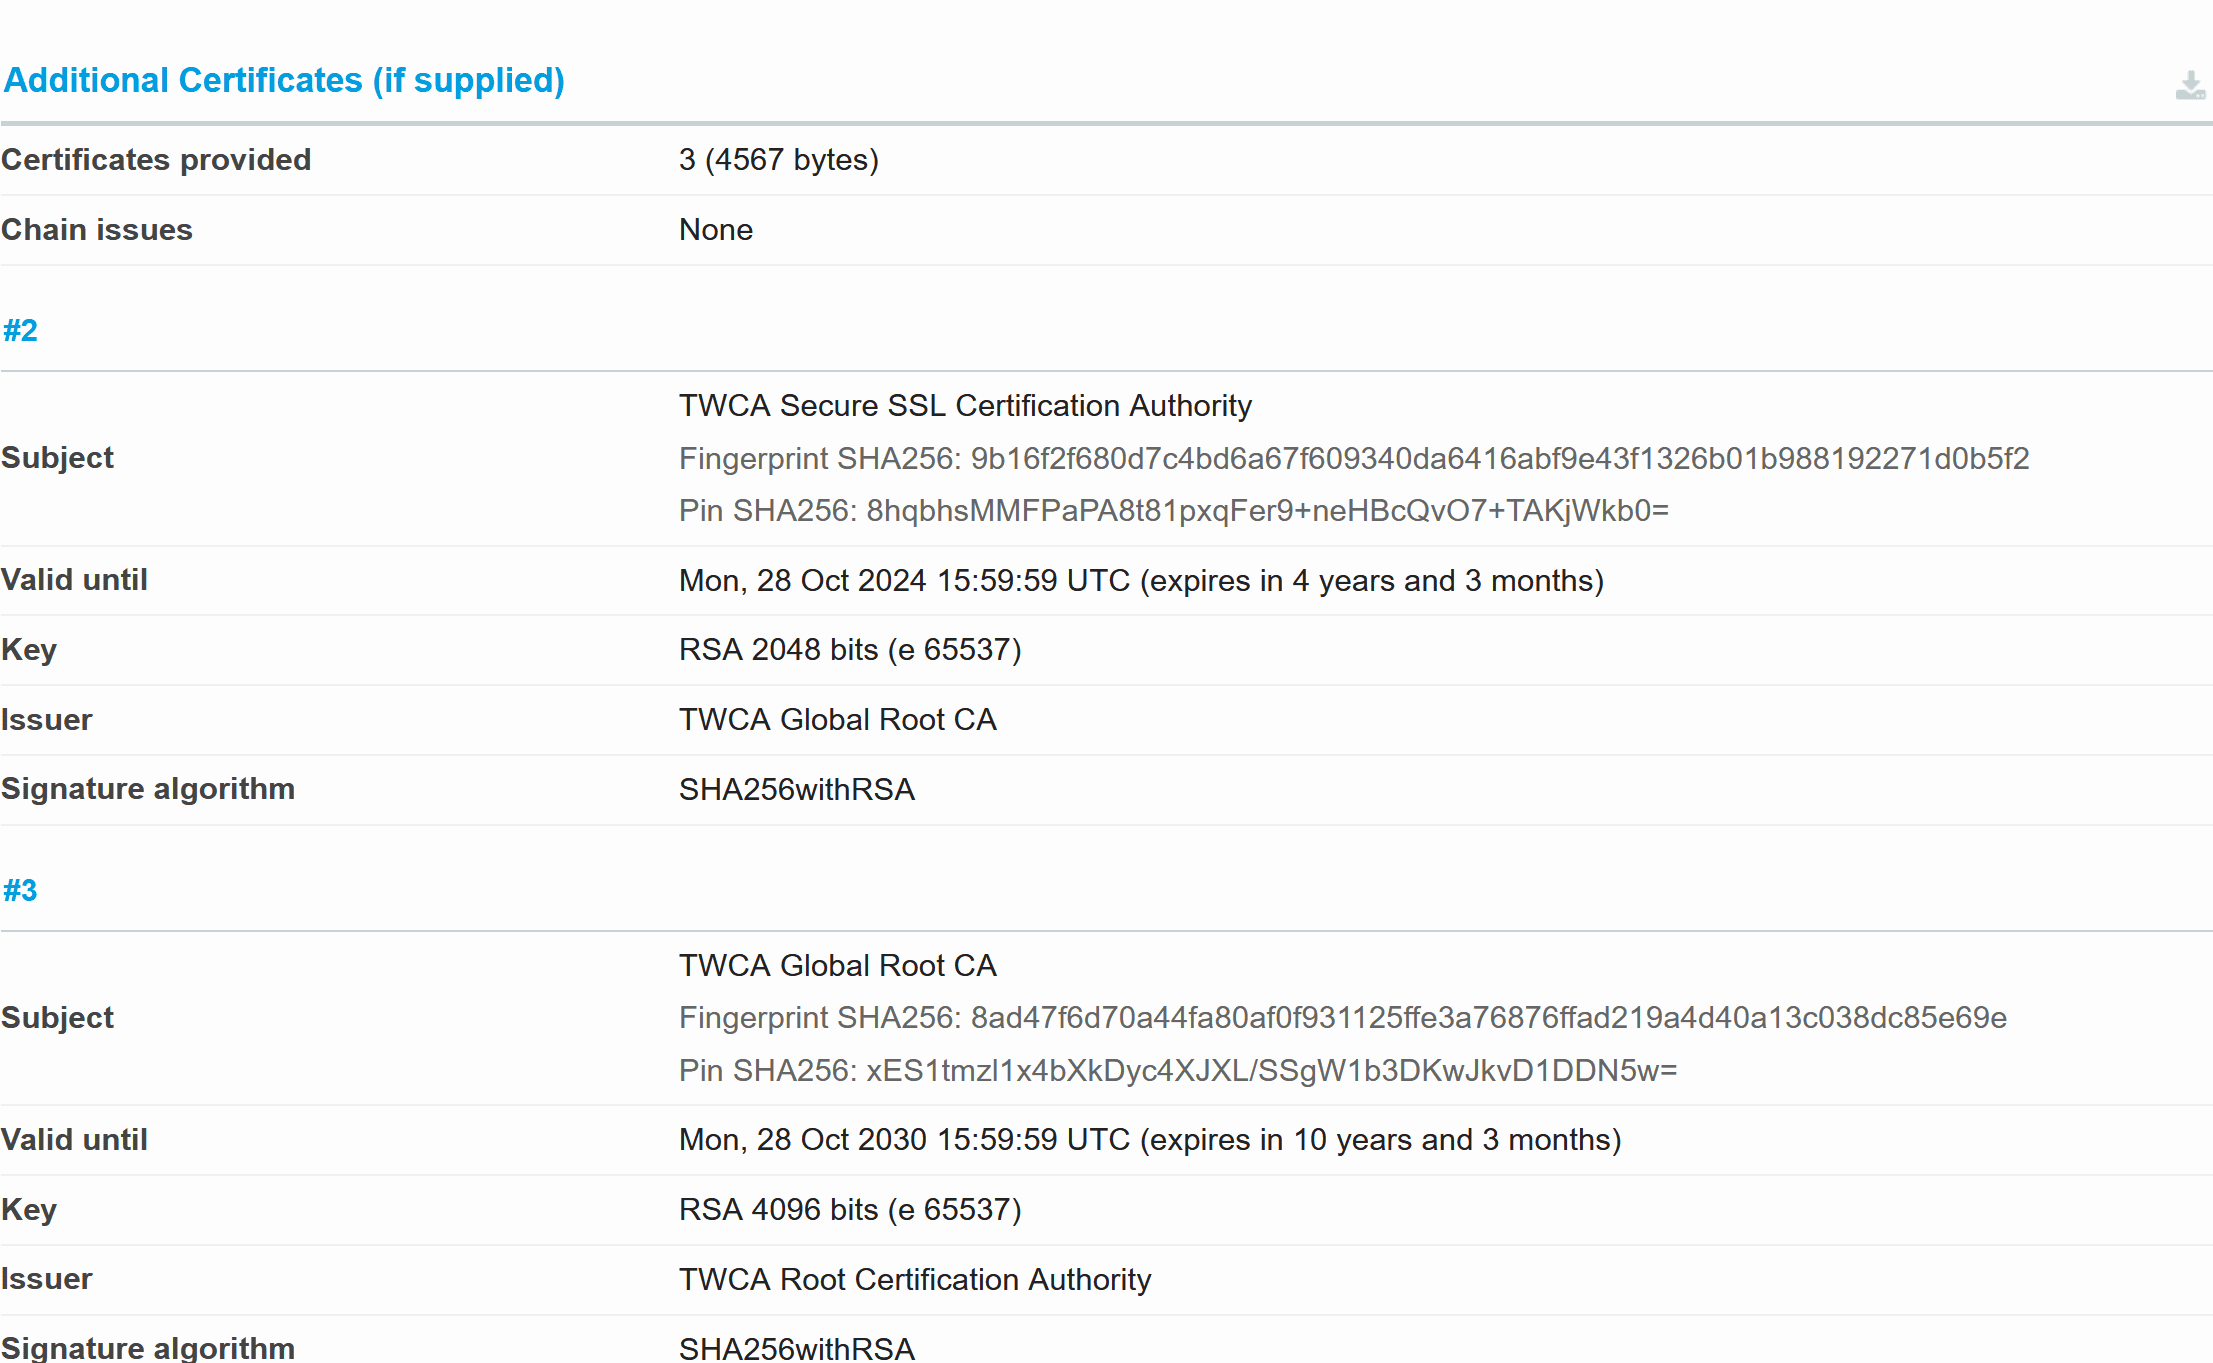 Additional Certificates (if supplied)
Certificates provided 3 (4567 bytes)
Chain issues None
#2
Subject
TWCA Secure SSL Certification Authority
Fingerprint SHA256: 9b16f2f680d7c4bd6a67f609340da6416abf9e43f1326b01b988192271d0b5f2
Pin SHA256: 8hqbhsMMFPaPA8t81pxqFer9+neHBcQvO7+TAKjWkb0=
Valid until Mon, 28 Oct 2024 15:59:59 UTC (expires in 4 years and 3 months)
Key RSA 2048 bits (e 65537)
Issuer TWCA Global Root CA
Signature algorithm SHA256withRSA
#3
Subject
TWCA Global Root CA
Fingerprint SHA256: 8ad47f6d70a44fa80af0f931125ffe3a76876ffad219a4d40a13c038dc85e69e
Pin SHA256: xES1tmzl1x4bXkDyc4XJXL/SSgW1b3DKwJkvD1DDN5w=
Valid until Mon, 28 Oct 2030 15:59:59 UTC (expires in 10 years and 3 months)
Key RSA 4096 bits (e 65537)
Issuer TWCA Root Certification Authority
Signature algorithm SHA256withRSA